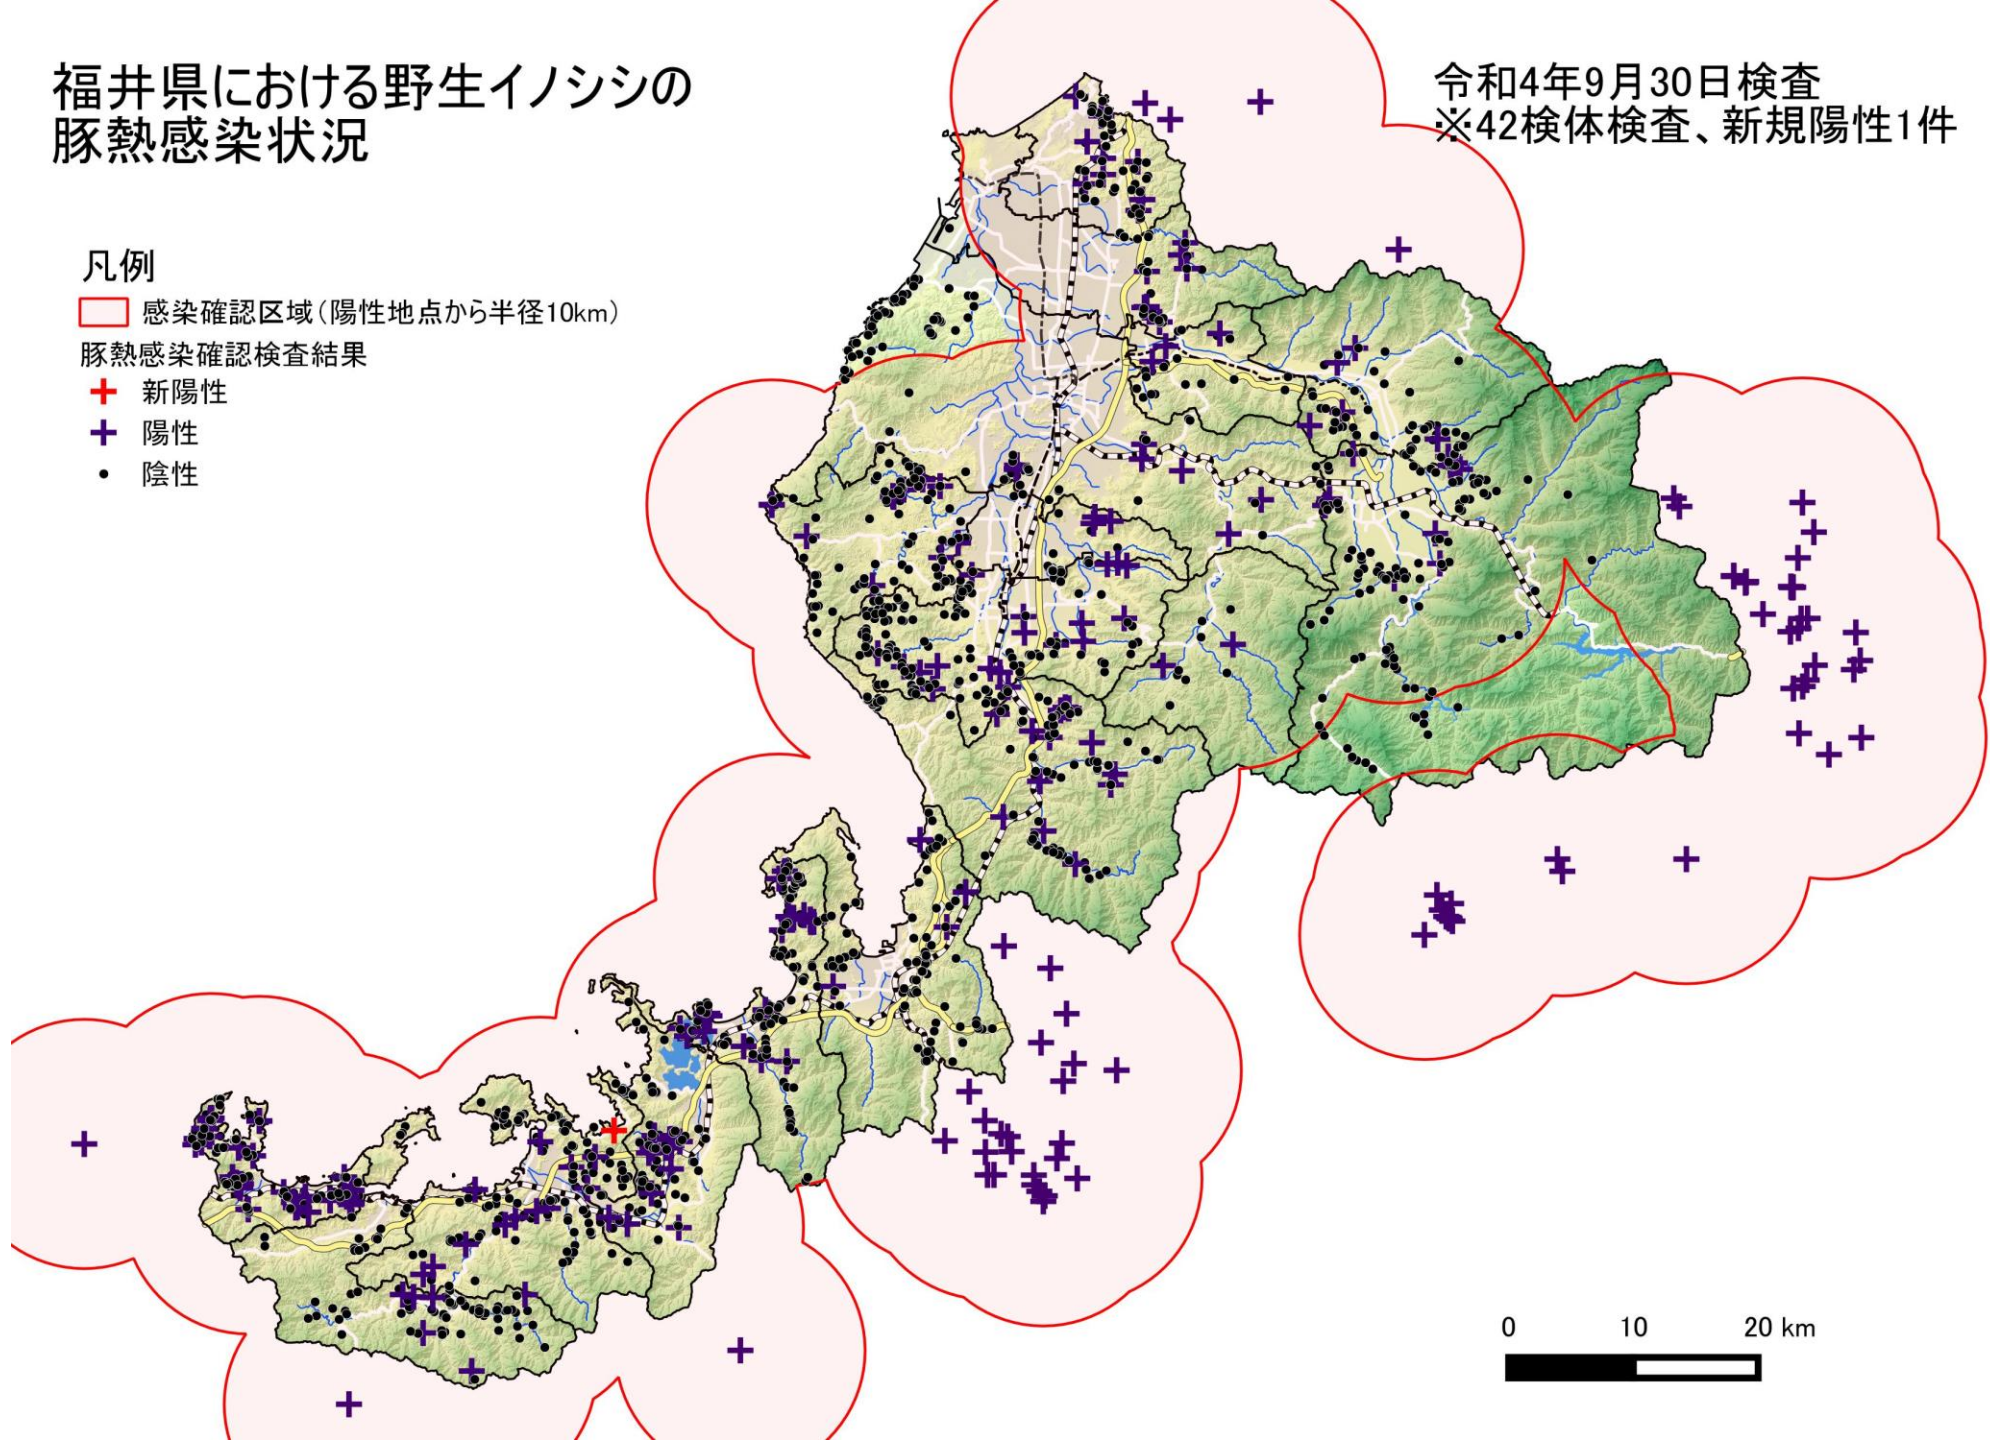 福井県における野生イノシシの
豚熱感染状況
令和4年9月30日検査
※42検体検査、新規陽性1件
凡例
感染確認区域（陽性地点から半径10km）
豚熱感染確認検査結果
新陽性
陽性
陰性
0 10 20 km